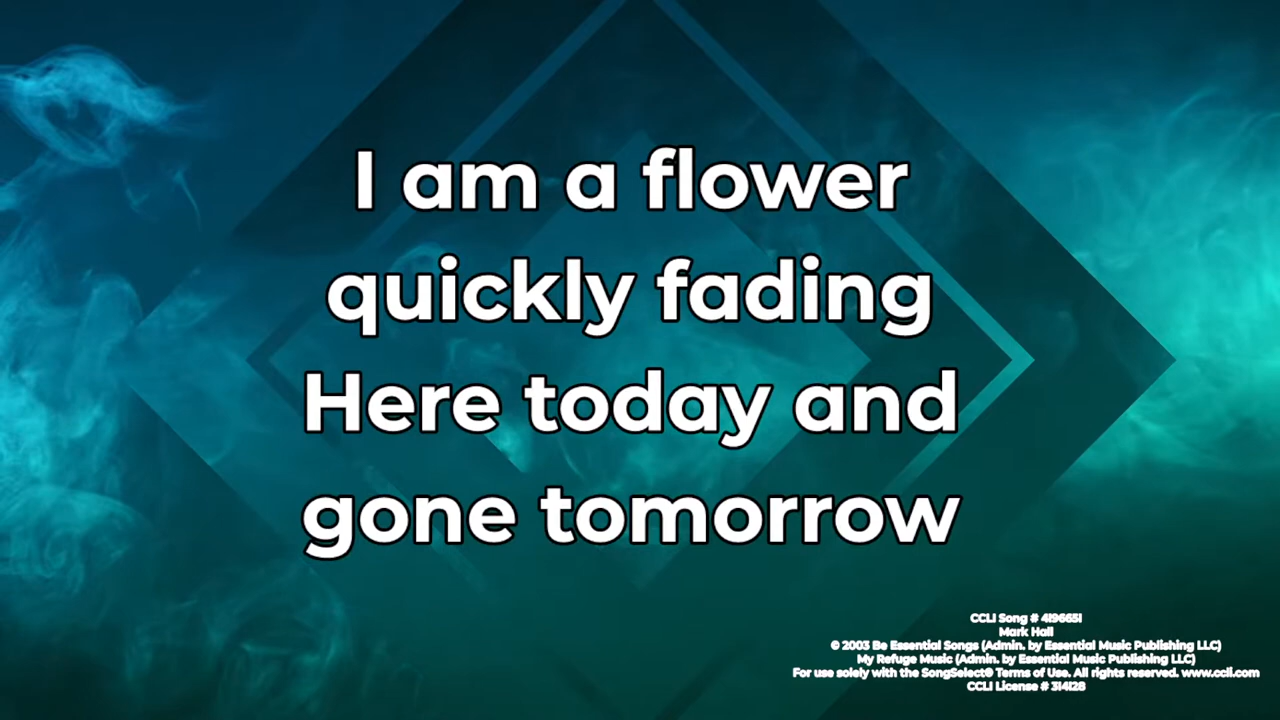 I am a flower
quickly fading
Here today and
gone tomorrow
CCLI Song # 4196651
Mark Hall
© 2003 Be Essential Songs (Admin. by Essential Music Publishing LLC)
My Refuge Music (Admin. by Essential Music Publishing LLC)
For use solely with the SongSelect® Terms of Use. All rights reserved. www.ccli.com
CCLI License # 314128